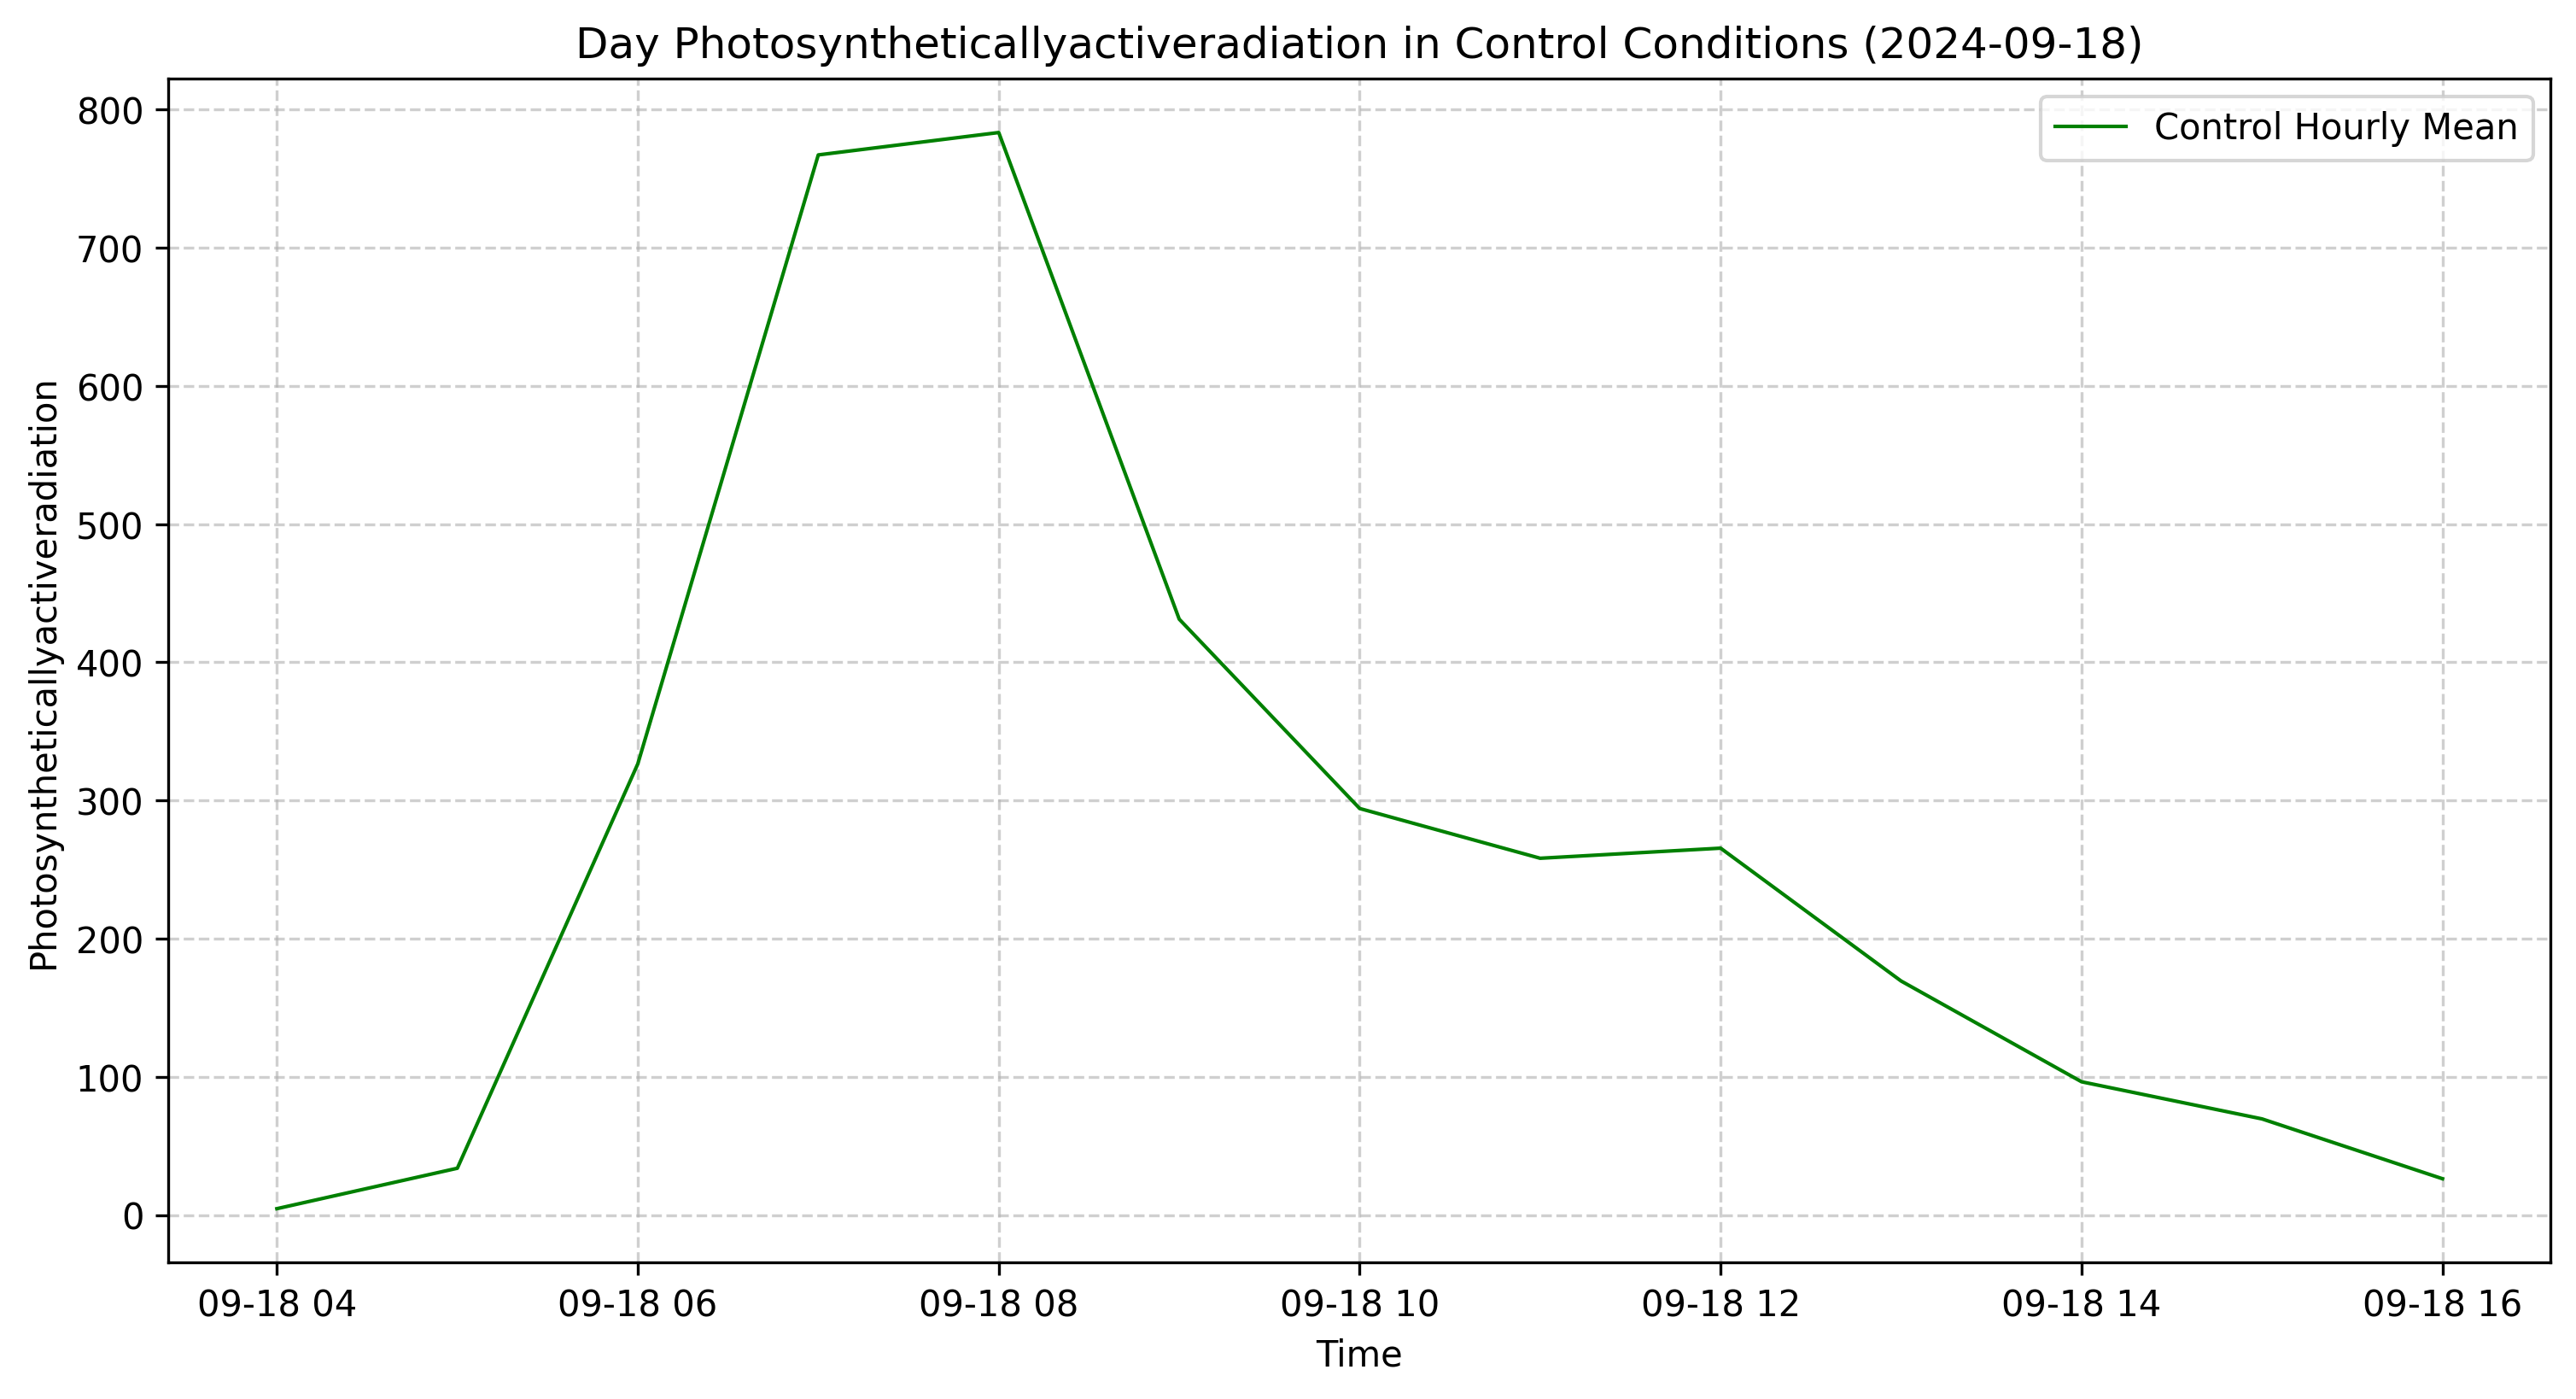 Day Photosyntheticallyactiveradiation in Control Conditions (2024-09-18)
Control Hourly Mean
Photosyntheticallyactiveradiation
800
700
600
500
400
300
200
100
0
09-18 04 09-18 06 09-18 08 09-18 10 09-18 12 09-18 14 09-18 16
Time